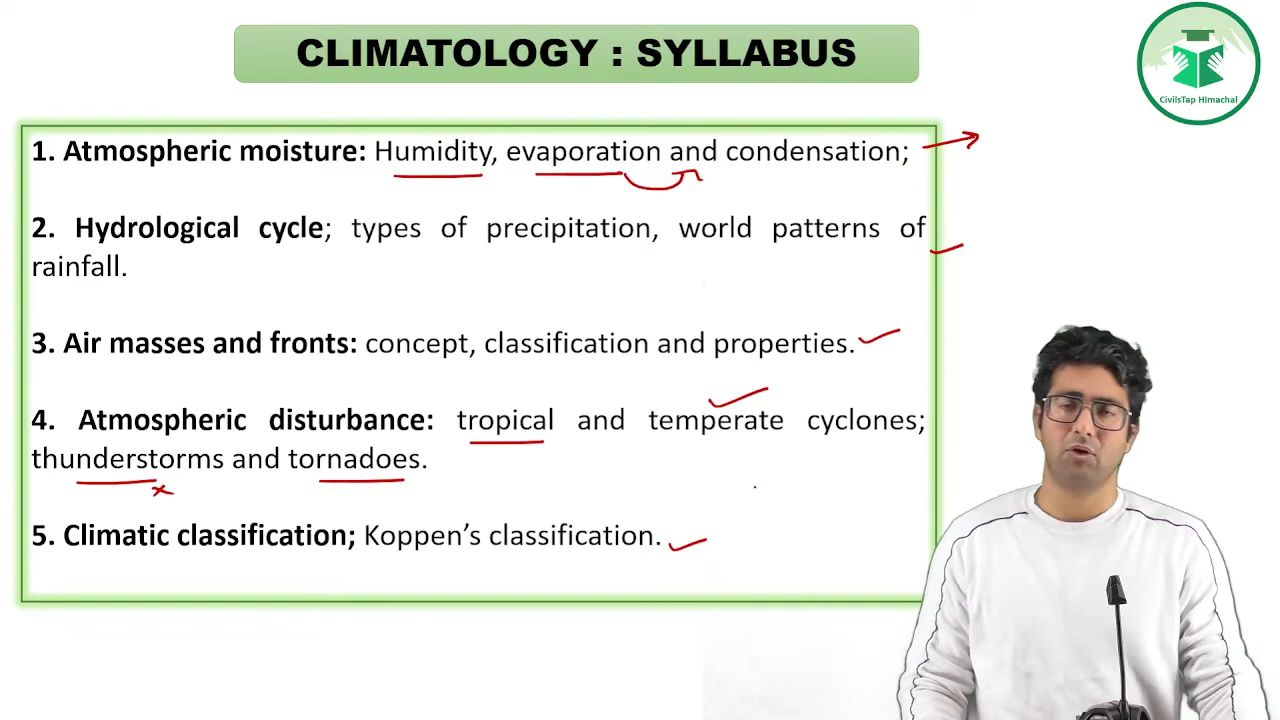 CLIMATOLOGY : SYLLABUS
CivilsTap HImachal
1. Atmospheric moisture: Humidity, evaporation and condensation;
2. Hydrological cycle; types of precipitation, world patterns of
rainfall.
3. Air masses and fronts: concept, classification and properties.
4. Atmospheric disturbance: tropical and temperate cyclones;
thunderstorms and tornadoes.
5. Climatic classification; Koppen’s classification.